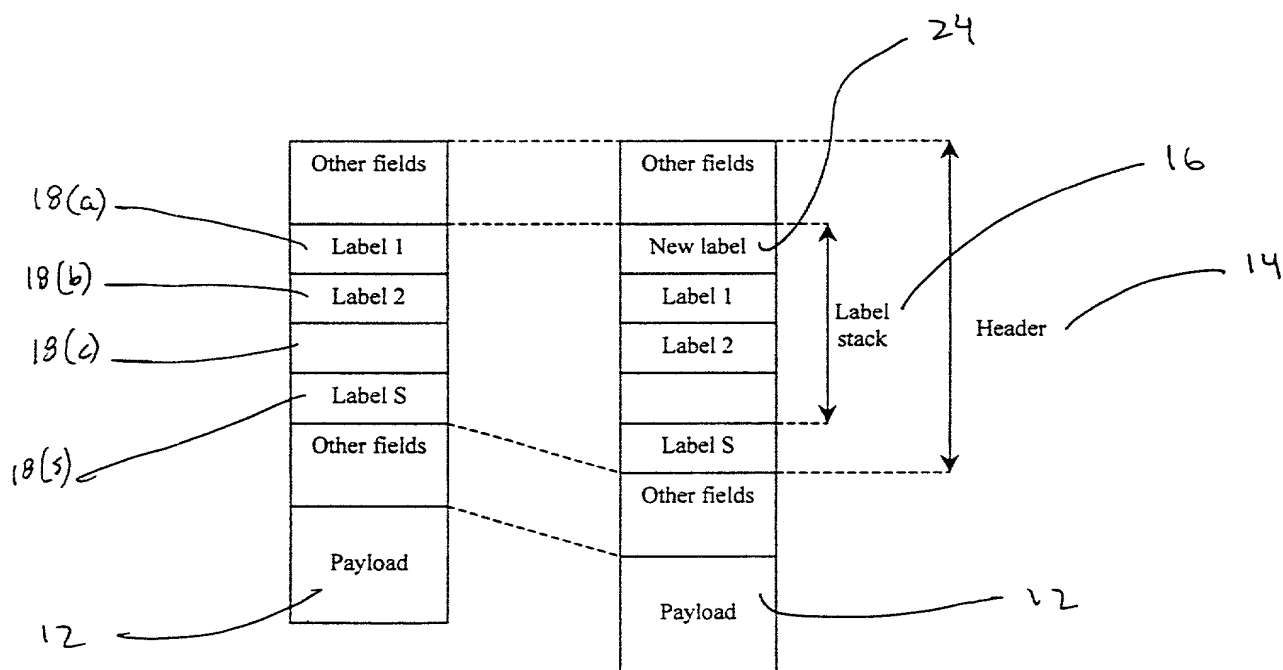 24
Other fields
Other fields
16
18(a)
Label 1
New label
14
18(b)
Label 2
Label 1
Label
stack
Header
18(c)
Label 2
Label S
18(s)
Other fields
Label S
Other fields
Payload
Payload
12
12